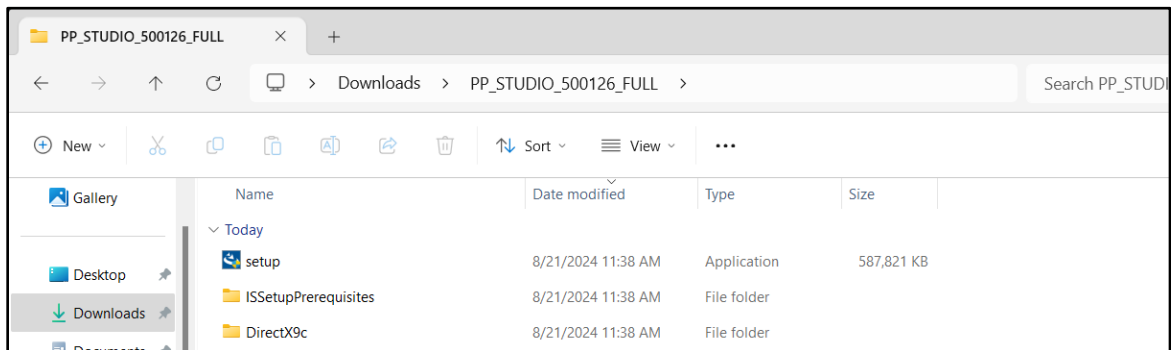 PP_STUDIO_500126_FULL
Downloads > PP_STUDIO_500126_FULL > Search PP_STUDI
New Sort View
Gallery Name Date modified Type Size
Today
setup 8/21/2024 11:38 AM Application 587,821 KB
Desktop
ISSetupPrerequisites 8/21/2024 11:38 AM File folder
Downloads
DirectX9c 8/21/2024 11:38 AM File folder
Documents